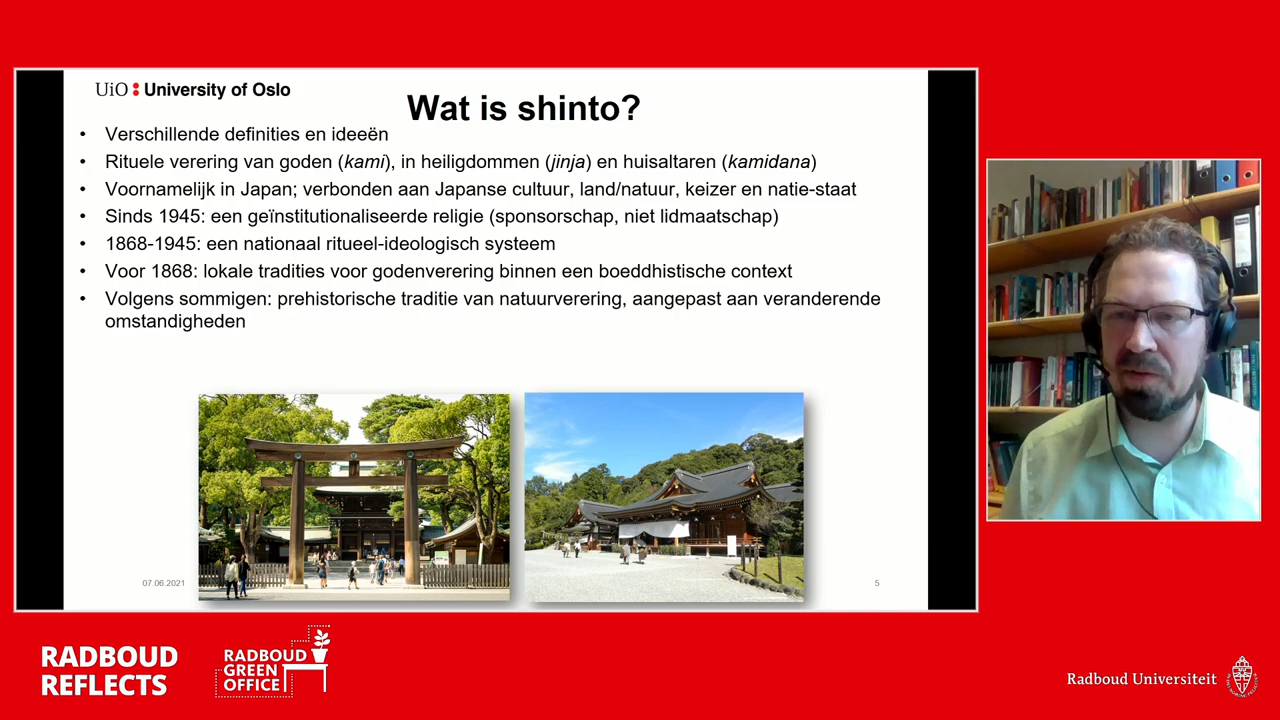 UiO : University of Oslo
Wat is shinto?
• Verschillende definities en ideeën
• Rituele verering van goden (kami), in heiligdommen (jinja) en huisaltaren (kamidana)
• Voornamelijk in Japan; verbonden aan Japanse cultuur, land/natuur, keizer en natie-staat
• Sinds 1945: een geïnstitutionaliseerde religie (sponsorschap, niet lidmaatschap)
• 1868-1945: een nationaal ritueel-ideologisch systeem
• Voor 1868: lokale tradities voor godenverering binnen een boeddhistische context
• Volgens sommigen: prehistorische traditie van natuurverering, aangepast aan veranderende
omstandigheden
07.06.2021
5
RADBOUD
REFLECTS
RADBOUD
GREEN
OFFICE
Radboud Universiteit